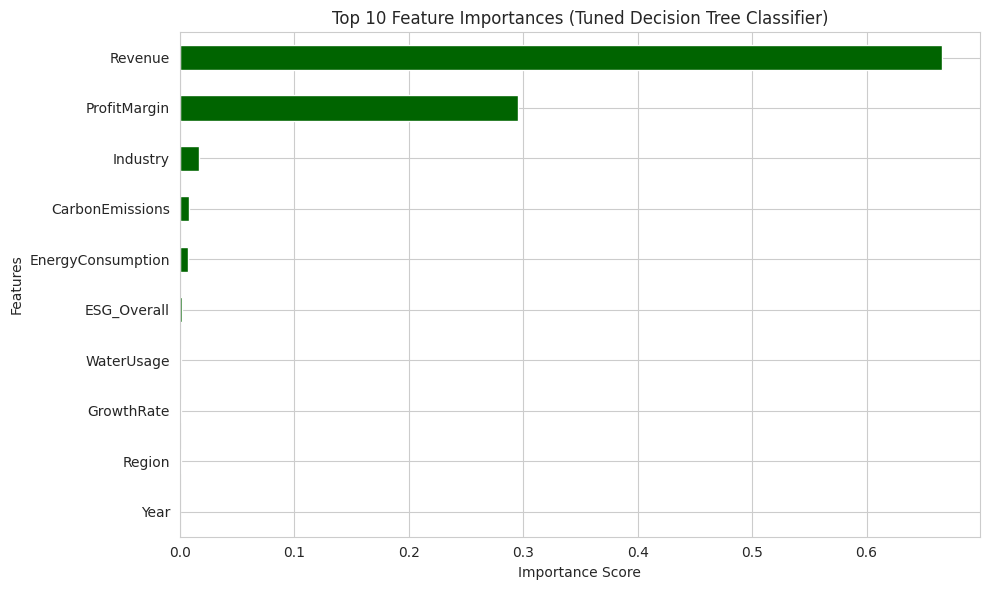 Top 10 Feature Importances (Tuned Decision Tree Classifier)
Revenue
ProfitMargin
Industry
CarbonEmissions
EnergyConsumption
ESG_Overall
WaterUsage
GrowthRate
Region
Year
Features
0.0 0.1 0.2 0.3 0.4 0.5 0.6
Importance Score